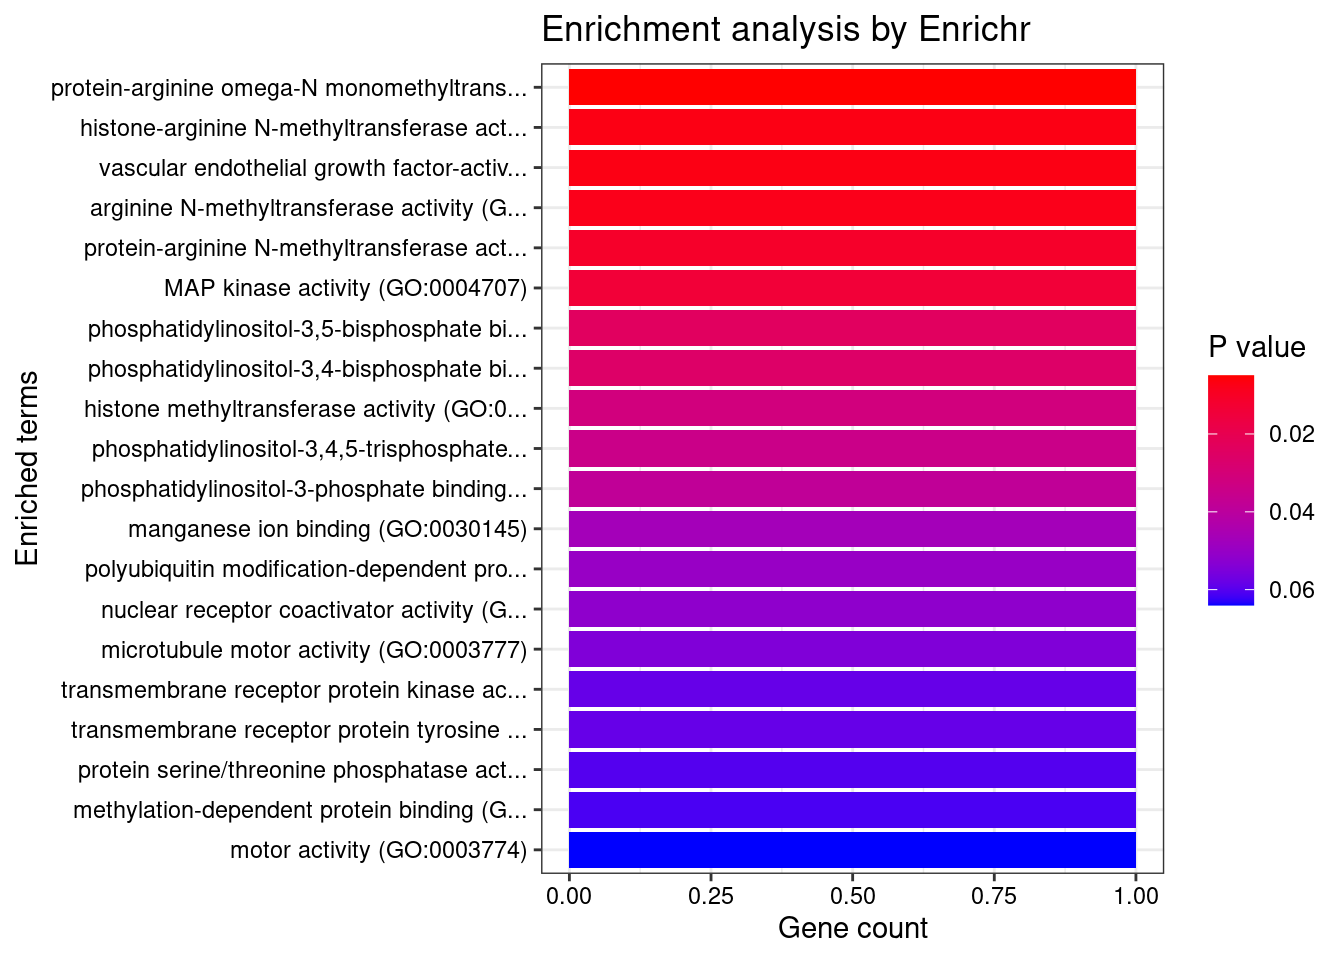 Enrichment analysis by Enrichr
protein-arginine omega-N monomethyltrans...
histone-arginine N-methyltransferase act...
vascular endothelial growth factor-activ...
arginine N-methyltransferase activity (G...
protein-arginine N-methyltransferase act...
MAP kinase activity (GO:0004707)
phosphatidylinositol-3,5-bisphosphate bi...
phosphatidylinositol-3,4-bisphosphate bi...
histone methyltransferase activity (GO:0...
phosphatidylinositol-3,4,5-trisphosphate...
phosphatidylinositol-3-phosphate binding...
manganese ion binding (GO:0030145)
polyubiquitin modification-dependent pro...
nuclear receptor coactivator activity (G...
microtubule motor activity (GO:0003777)
transmembrane receptor protein kinase ac...
transmembrane receptor protein tyrosine ...
protein serine/threonine phosphatase act...
methylation-dependent protein binding (G...
motor activity (GO:0003774)
Enriched terms
0.00 0.25 0.50 0.75 1.00
Gene count
P value
0.02
0.04
0.06